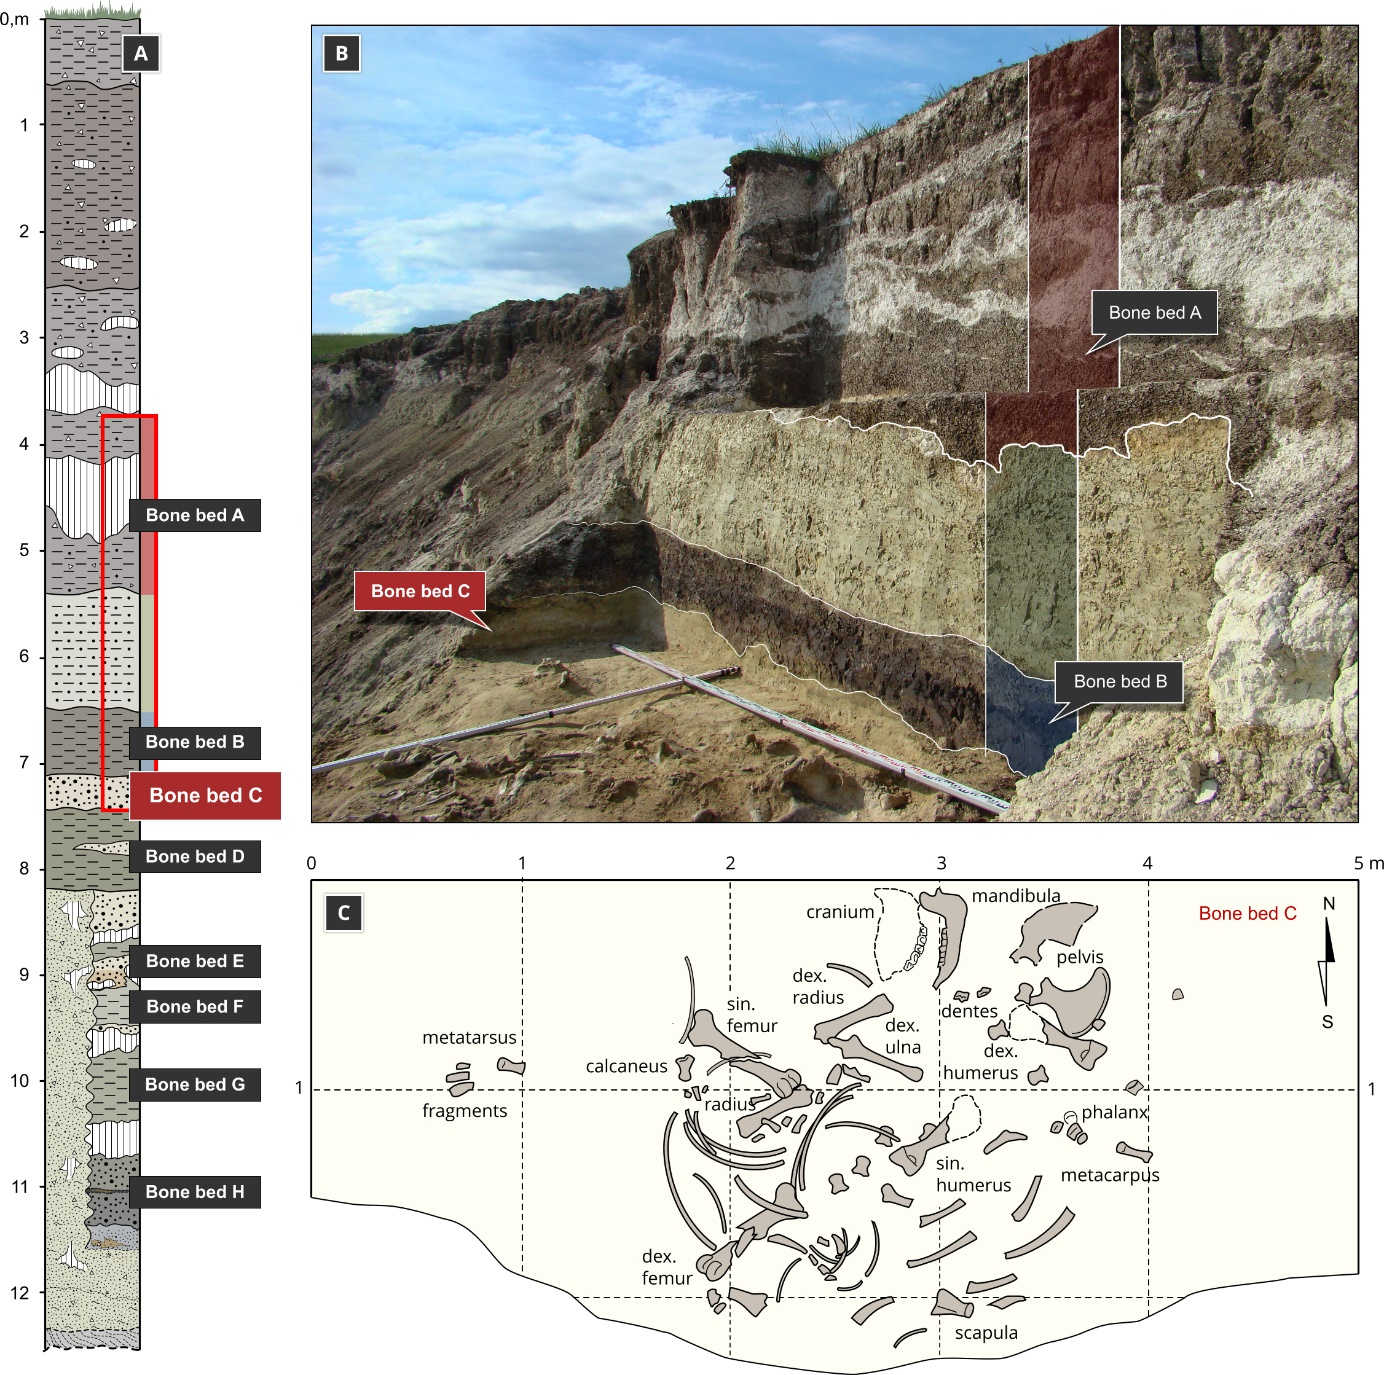 0,m
A
1
2
3
4
Bone bed A
5
6
Bone bed B
7
Bone bed C
Bone bed D
8
Bone bed E
9
Bone bed F
10
Bone bed G
11
Bone bed H
12
B
Bone bed A
Bone bed C
Bone bed B
0 1 2 3 4 5 m
C
cranium
mandibula
Bone bed C
N
S
pelvis
dex.
radius
dentes
sin.
femur
dex.
ulna
dex.
humerus
metatarsus
calcaneus
1
1
fragments
radius
phalanx
sin.
humerus
metacarpus
dex.
femur
scapula